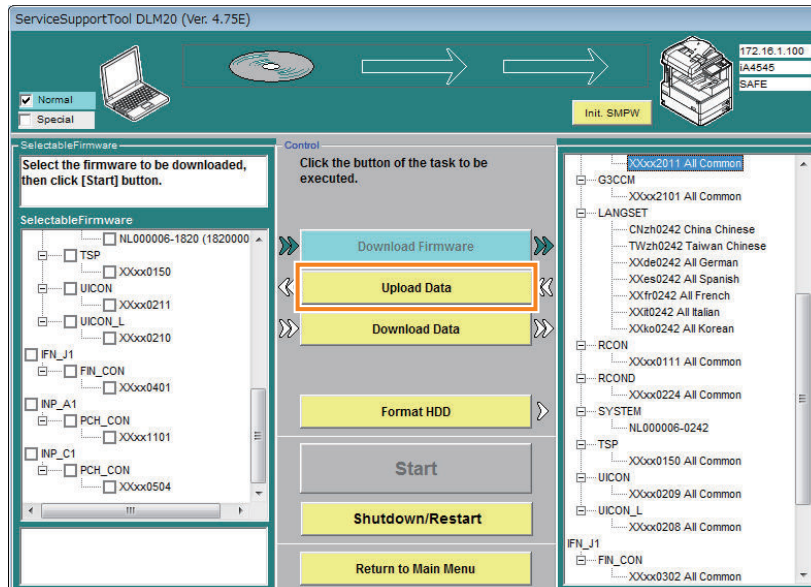 ServiceSupportTool DLM20 (Ver. 4.75E)
172.16.1.100
iA4545
SAFE
Normal
Special
Init. SMPW
SelectableFirmware
Select the firmware to be downloaded,
then click [Start] button.
SelectableFirmware
NL000006-1820 (1820000
TSP
XXxx0150
UICON
XXxx0211
UICON_L
XXxx0210
IFN_J1
FIN_CON
XXxx0401
INP_A1
PCH_CON
XXxx1101
INP_C1
PCH_CON
XXxx0504
Control
Click the button of the task to be
executed.
Download Firmware
Upload Data
Download Data
Format HDD
Start
Shutdown/Restart
Return to Main Menu
XXxx2011 All Common
G3CCM
XXxx2101 All Common
LANGSET
CNzh0242 China Chinese
TWzh0242 Taiwan Chinese
XXde0242 All German
XXes0242 All Spanish
XXfr0242 All French
XXit0242 All Italian
XXko0242 All Korean
RCON
XXxx0111 All Common
RCOND
XXxx0224 All Common
SYSTEM
NL000006-0242
TSP
XXxx0150 All Common
UICON
XXxx0209 All Common
UICON_L
XXxx0208 All Common
IFN_J1
FIN_CON
XXxx0302 All Common